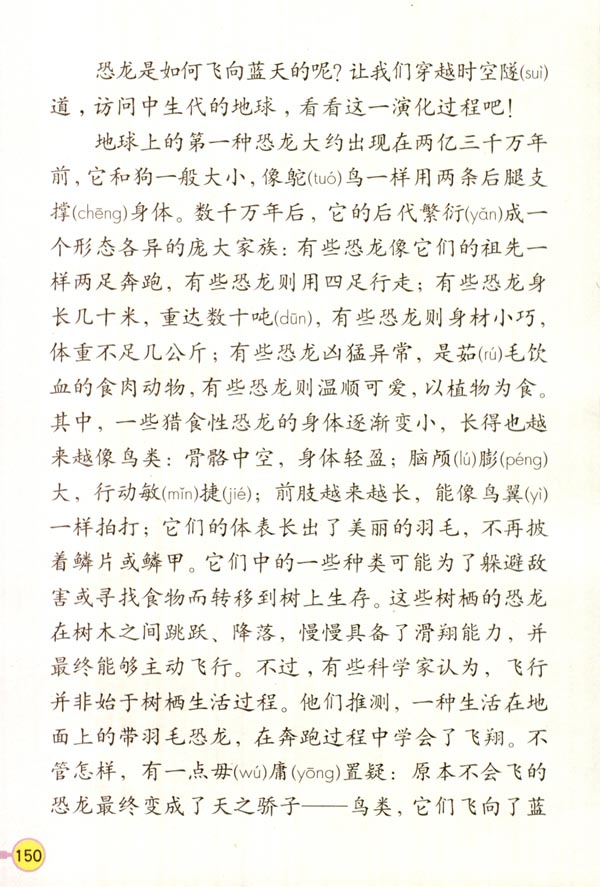 恐龙是如何飞向蓝天的呢？让我们穿越时空隧(suì)
道，访问中生代的地球，看看这一演化过程吧！
地球上的第一种恐龙大约出现在两亿三千万年
前，它和狗一般大小，像鸵(tuó)鸟一样用两条后腿支
撑(chēng)身体。数千万年后，它的后代繁衍(yǎn)成一
个形态各异的庞大家族：有些恐龙像它们的祖先一
样两足奔跑，有些恐龙则用四足行走；有些恐龙身
长几十米，重达数十吨(dūn)，有些恐龙则身材小巧，
体重不足几公斤；有些恐龙凶猛异常，是茹(rú)毛饮
血的食肉动物，有些恐龙则温顺可爱，以植物为食。
其中，一些猎食性恐龙的身体逐渐变小，长得也越
来越像鸟类：骨骼中空，身体轻盈；脑颅(lú)膨(péng)
大，行动敏(mǐn)捷(jié)；前肢越来越长，能像鸟翼(yì)
一样拍打；它们的体表长出了美丽的羽毛，不再披
着鳞片或鳞甲。它们中的一些种类可能为了躲避敌
害或寻找食物而转移到树上生存。这些树栖的恐龙
在树木之间跳跃、降落，慢慢具备了滑翔能力，并
最终能够主动飞行。不过，有些科学家认为，飞行
并非始于树栖生活过程。他们推测，一种生活在地
面上的带羽毛恐龙，在奔跑过程中学会了飞翔。不
管怎样，有一点毋(wú)庸(yōng)置疑：原本不会飞的
恐龙最终变成了天之骄子——鸟类，它们飞向了蓝
150